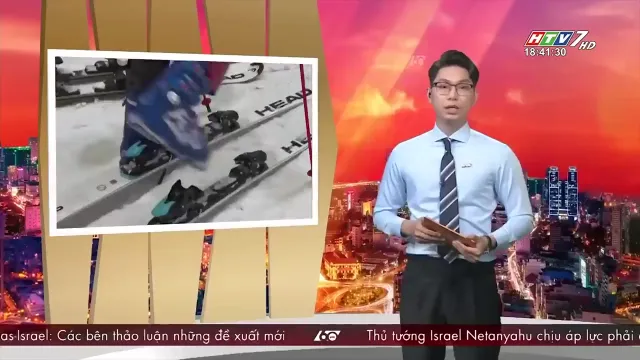 HTV7 HD
18:41:30
HEAD
HEAD
as-Israel: Các bên thảo luận những đề xuất mới
60
Thủ tướng Israel Netanyahu chịu áp lực phải